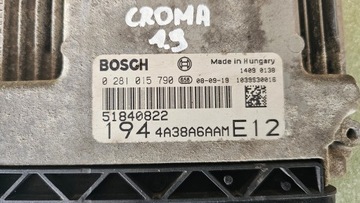 CROMA
1.9
BOSCH
Made in Hungary
1409 0138
0 281 015 790 650 08-09-19 1039S30016
51840822
194 4A38A6AAM E12